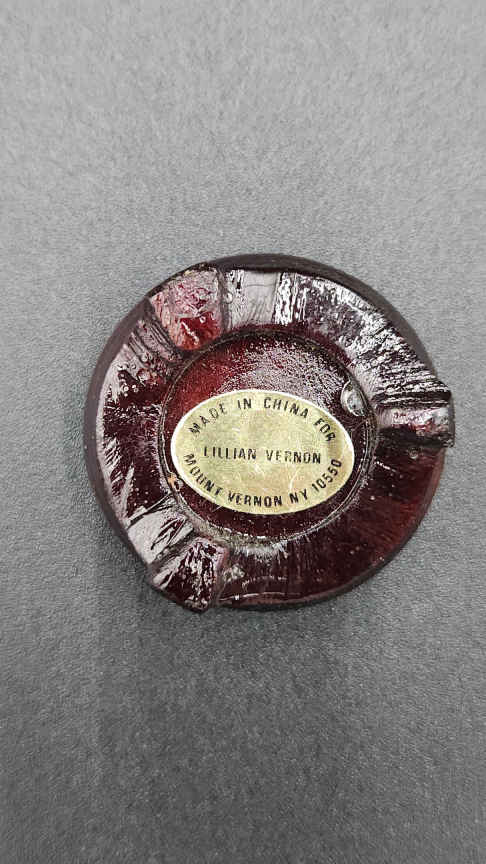 MADE IN CHINA FOR
LILLIAN VERNON
MOUNT VERNON NY 10550